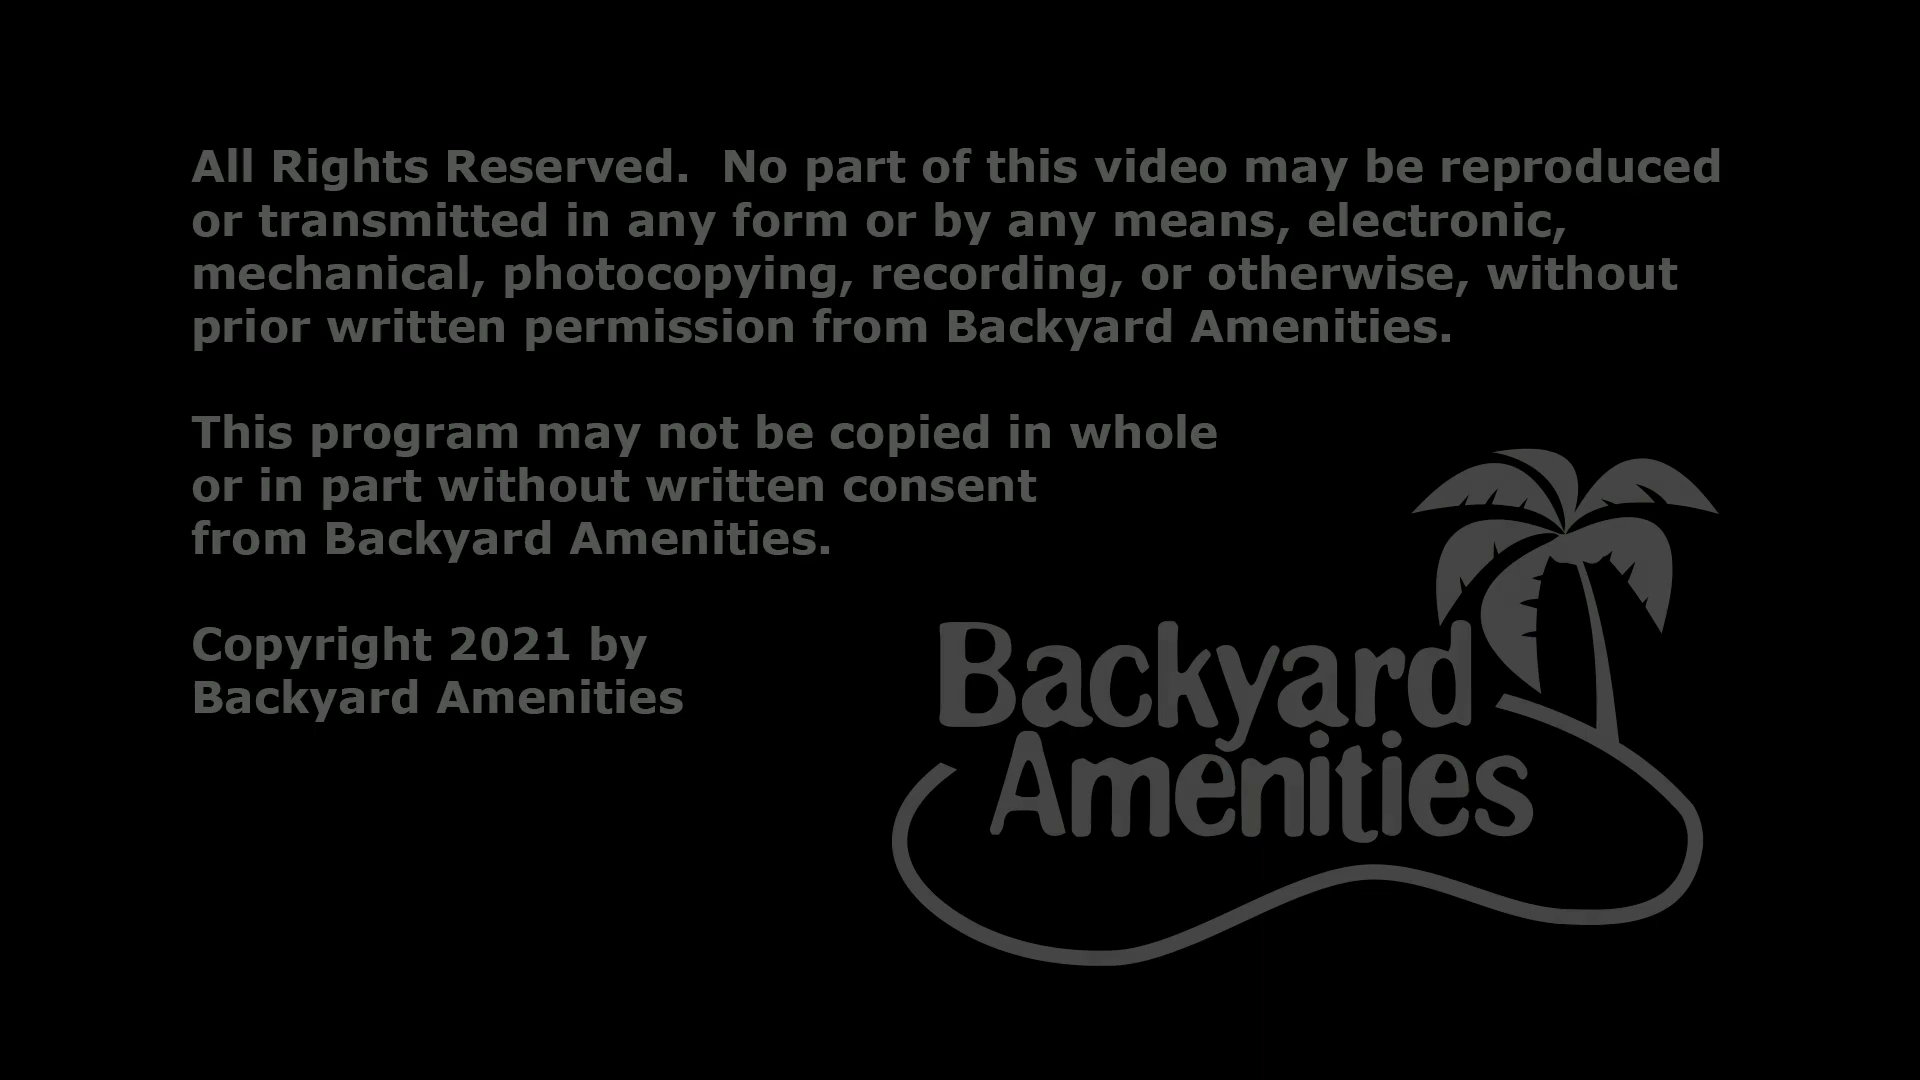 All Rights Reserved.  No part of this video may be reproduced
or transmitted in any form or by any means, electronic,
mechanical, photocopying, recording, or otherwise, without
prior written permission from Backyard Amenities.
This program may not be copied in whole
or in part without written consent
from Backyard Amenities.
Copyright 2021 by
Backyard Amenities
Backyard
Amenities